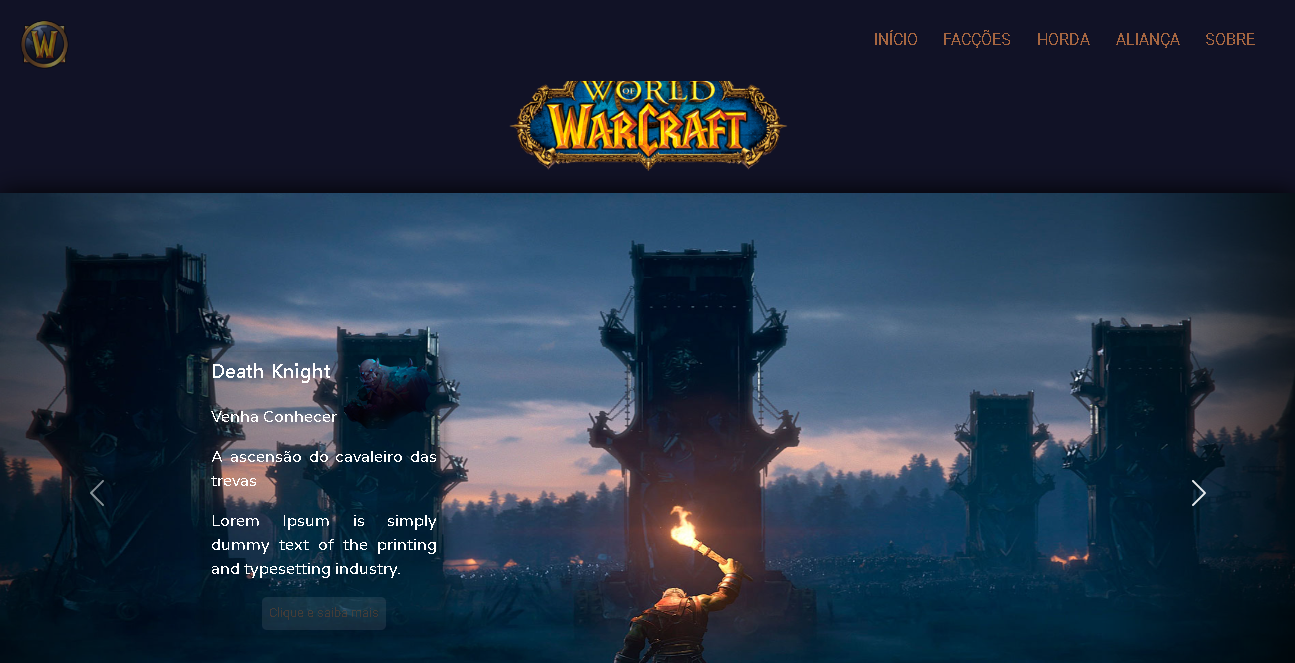 W
INÍCIO FACÇÕES HORDA ALIANÇA SOBRE
WORLD
OF
WARCRAFT
Death Knight
Venha Conhecer
A ascensão do cavaleiro das
trevas
Lorem Ipsum is simply
dummy text of the printing
and typesetting industry.
Clique e saiba mais